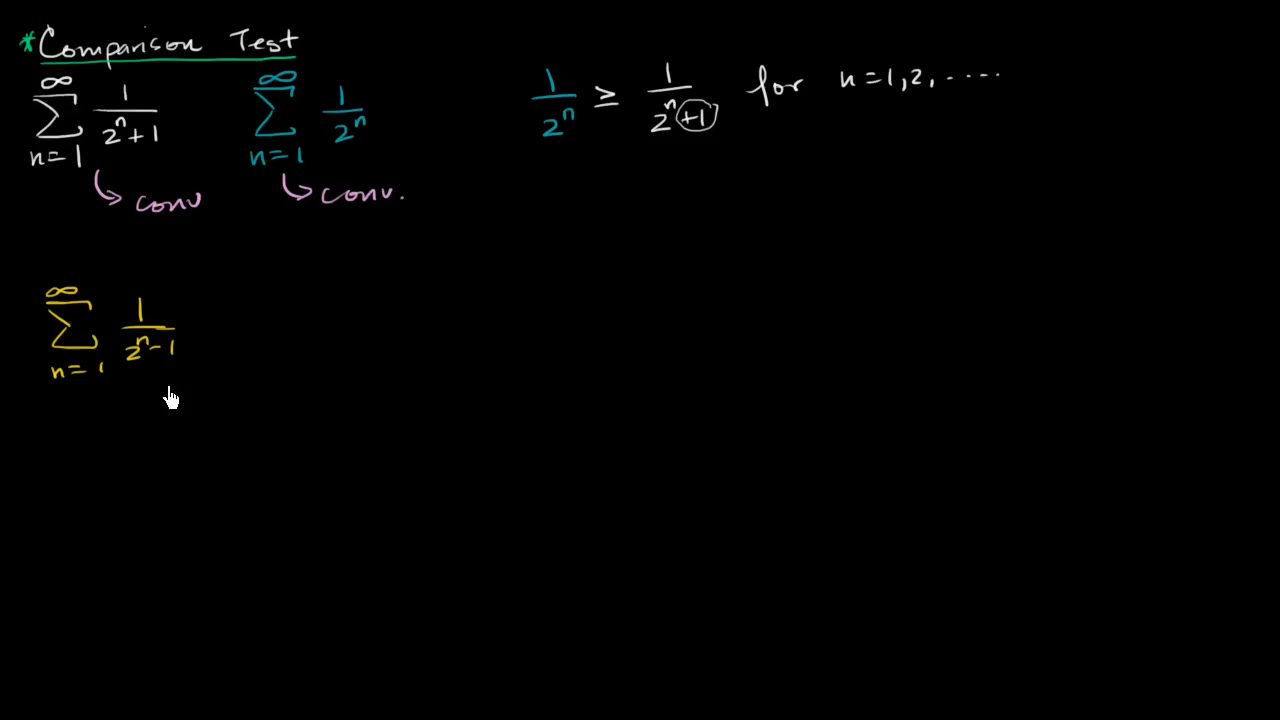 *Comparison Test
∞ ∑ n=1 1/(2ⁿ+1) ∞ ∑ n=1 1/2ⁿ 1/2ⁿ ≥ 1/(2ⁿ+1) for n=1,2,....
↳ conv ↳ conv.
∞ ∑ n=1 1/(2ⁿ-1)